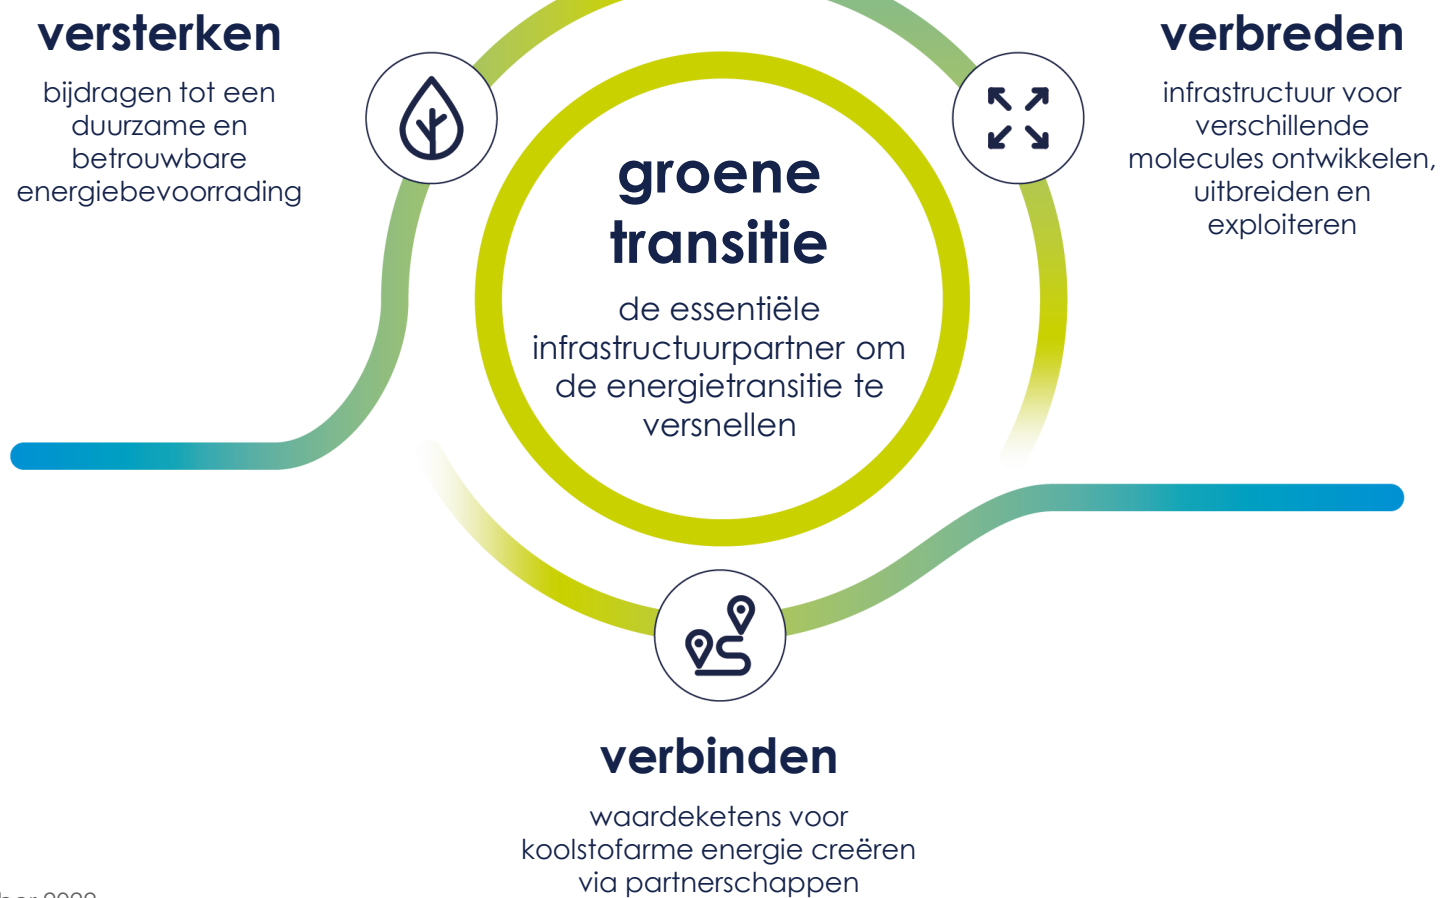 versterken
bijdragen tot een
duurzame en
betrouwbare
energiebevoorrading
groene
transitie
de essentiële
infrastructuurpartner om
de energietransitie te
versnellen
verbreden
infrastructuur voor
verschillende
molecules ontwikkelen,
uitbreiden en
exploiteren
verbinden
waardeketens voor
koolstofarme energie creëren
via partnerschappen